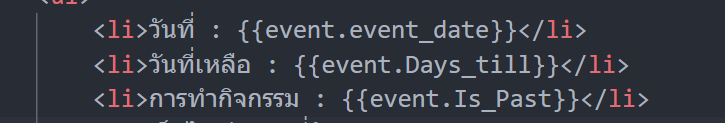 <li>วันที่ : {{event.event_date}}</li>
<li>วันที่เหลือ : {{event.Days_till}}</li>
<li>การทำกิจกรรม : {{event.Is_Past}}</li>